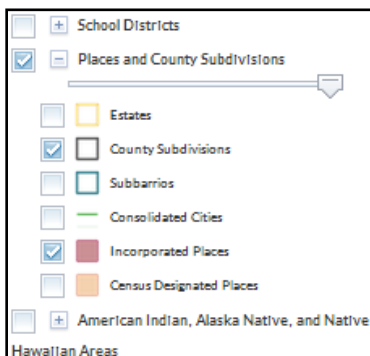 School Districts
Places and County Subdivisions
Estates
County Subdivisions
Subbarrios
Consolidated Cities
Incorporated Places
Census Designated Places
American Indian, Alaska Native, and Native
Hawaiian Areas